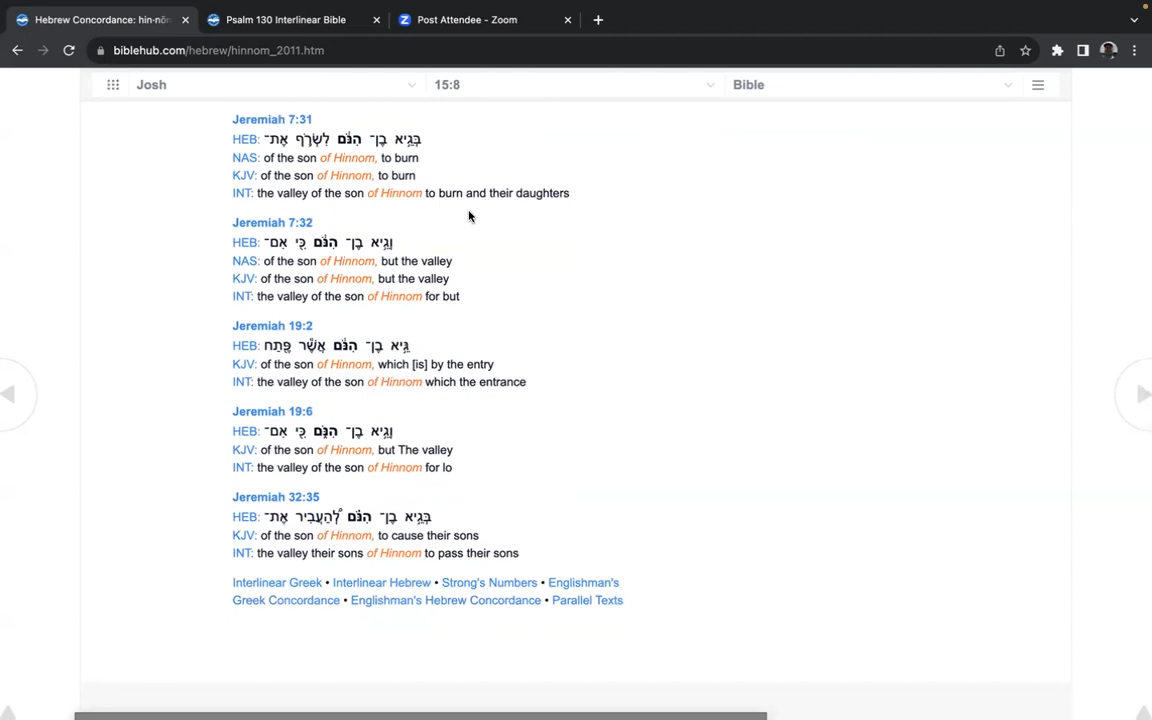 Hebrew Concordance: hin·nōm
Psalm 130 Interlinear Bible
Post Attendee - Zoom
biblehub.com/hebrew/hinnom_2011.htm
Josh 15:8 Bible
Jeremiah 7:31
HEB: בְּגֵ֣יא בֶן־ הִנֹּ֔ם לִשְׂרֹ֛ף אֶת־
NAS: of the son of Hinnom, to burn
KJV: of the son of Hinnom, to burn
INT: the valley of the son of Hinnom to burn and their daughters
Jeremiah 7:32
HEB: וְגֵ֣יא בֶן־ הִנֹּ֔ם כִּ֖י אִם־
NAS: of the son of Hinnom, but the valley
KJV: of the son of Hinnom, but the valley
INT: the valley of the son of Hinnom for but
Jeremiah 19:2
HEB: גֵּ֣יא בֶן־ הִנֹּ֔ם אֲשֶׁ֕ר פֶּ֖תַח
KJV: of the son of Hinnom, which [is] by the entry
INT: the valley of the son of Hinnom which the entrance
Jeremiah 19:6
HEB: וְגֵ֣יא בֶן־ הִנֹּ֑ם כִּ֖י אִם־
KJV: of the son of Hinnom, but The valley
INT: the valley of the son of Hinnom for lo
Jeremiah 32:35
HEB: בְּגֵ֣יא בֶן־ הִנֹּ֗ם לְ֠הַעֲבִיר אֶת־
KJV: of the son of Hinnom, to cause their sons
INT: the valley their sons of Hinnom to pass their sons
Interlinear Greek • Interlinear Hebrew • Strong's Numbers • Englishman's
Greek Concordance • Englishman's Hebrew Concordance • Parallel Texts